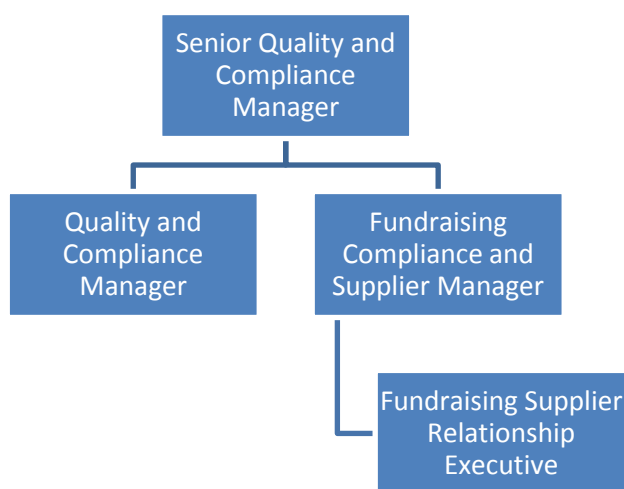 Senior Quality and
Compliance
Manager
Quality and
Compliance
Manager
Fundraising
Compliance and
Supplier Manager
Fundraising Supplier
Relationship
Executive